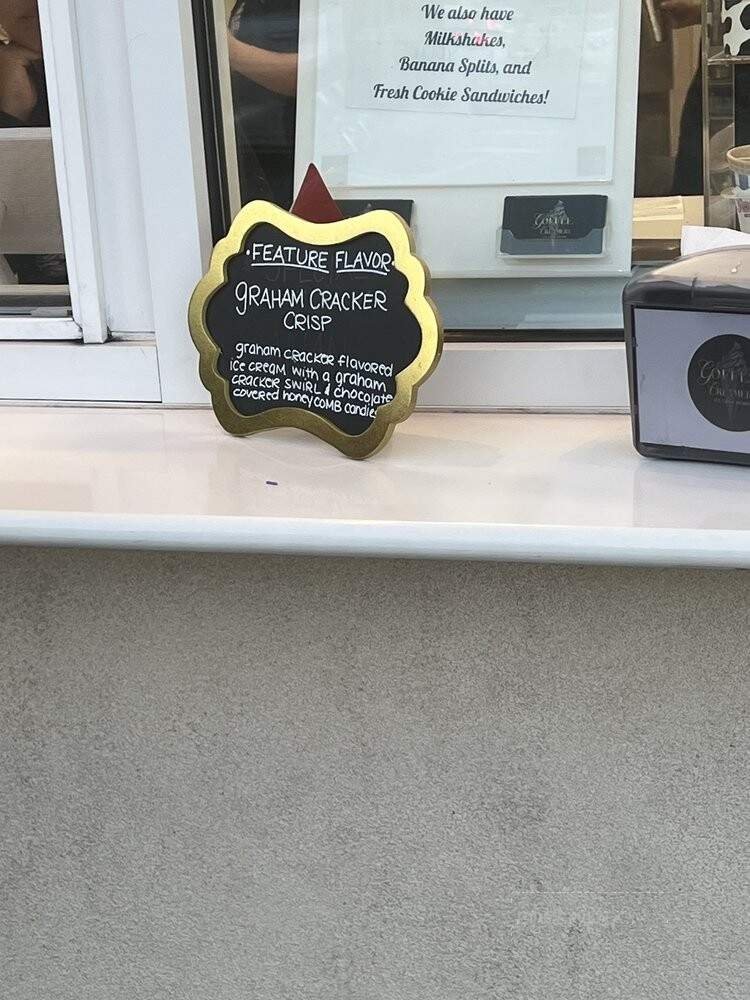 We also have
Milkshakes,
Banana Splits, and
Fresh Cookie Sandwiches!
·FEATURE FLAVOR·
GRAHAM CRACKER
CRISP
graham cracker flavored
ice cream with a graham
cracker swirl & chocolate
covered honeycomb candies